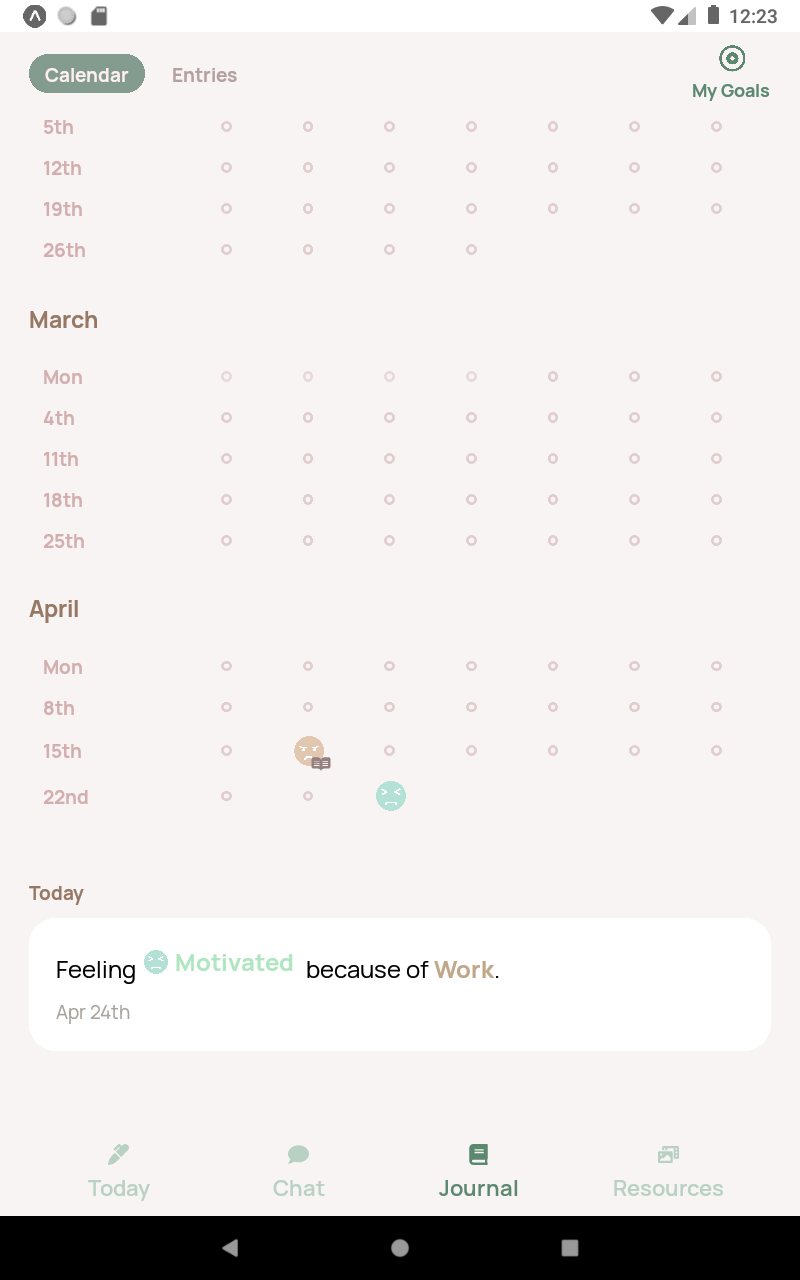 12:23
Calendar Entries
My Goals
5th
12th
19th
26th
March
Mon
4th
11th
18th
25th
April
Mon
8th
15th
22nd
Today
Feeling Motivated because of Work.
Apr 24th
Today Chat Journal Resources